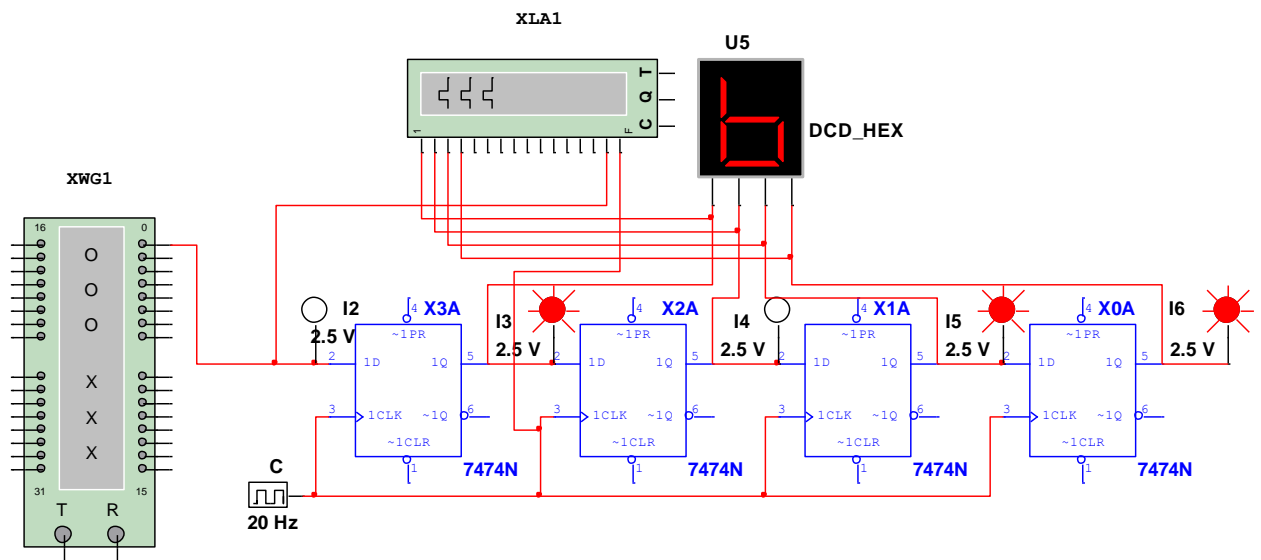 XLA1
U5
T
Q
C
1
F
DCD_HEX
XWG1
16
0
O
O
O
X
X
X
31
15
T
R
I2
2.5 V
4
X3A
~1PR
2
1D
1Q
5
3
1CLK
~1Q
6
~1CLR
1
7474N
I3
2.5 V
4
X2A
~1PR
2
1D
1Q
5
3
1CLK
~1Q
6
~1CLR
1
7474N
I4
2.5 V
4
X1A
~1PR
2
1D
1Q
5
3
1CLK
~1Q
6
~1CLR
1
7474N
I5
2.5 V
4
X0A
~1PR
2
1D
1Q
5
3
1CLK
~1Q
6
~1CLR
1
7474N
I6
2.5 V
C
20 Hz
b